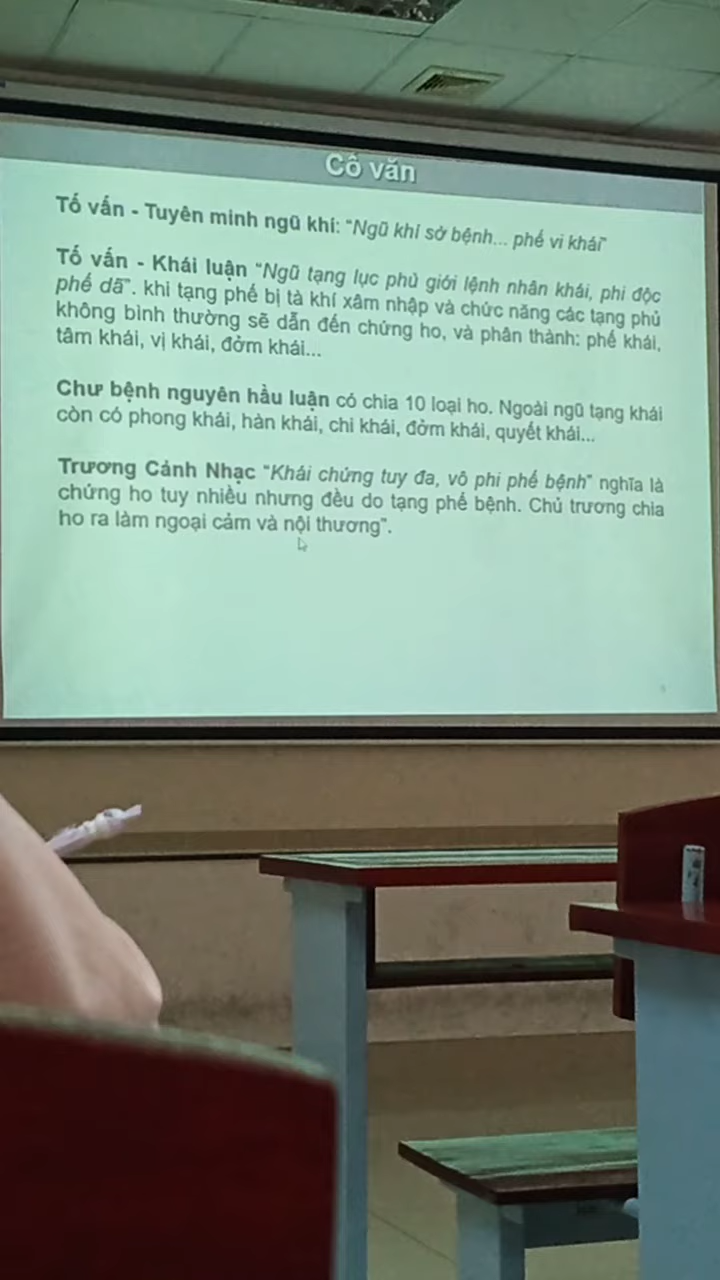 Cổ văn
Tố vấn - Tuyên minh ngũ khí: “Ngũ khí sở bệnh... phế vi khái”
Tố vấn - Khái luận “Ngũ tạng lục phủ giới lệnh nhân khái, phi độc
phế dã”. khi tạng phế bị tà khí xâm nhập và chức năng các tạng phủ
không bình thường sẽ dẫn đến chứng ho, và phân thành: phế khái,
tâm khái, vị khái, đởm khái...
Chư bệnh nguyên hầu luận có chia 10 loại ho. Ngoài ngũ tạng khái
còn có phong khái, hàn khái, chi khái, đởm khái, quyết khái...
Trương Cảnh Nhạc “Khái chứng tuy đa, vô phi phế bệnh” nghĩa là
chứng ho tuy nhiều nhưng đều do tạng phế bệnh. Chủ trương chia
ho ra làm ngoại cảm và nội thương”.